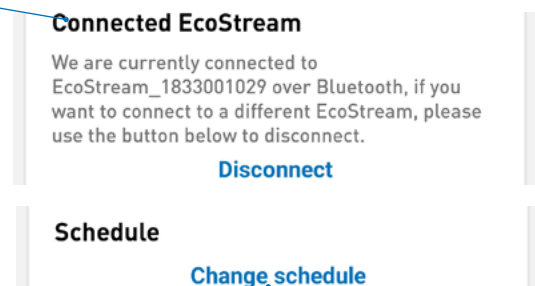 Connected EcoStream
We are currently connected to
EcoStream_1833001029 over Bluetooth, if you
want to connect to a different EcoStream, please
use the button below to disconnect.
Disconnect
Schedule
Change schedule